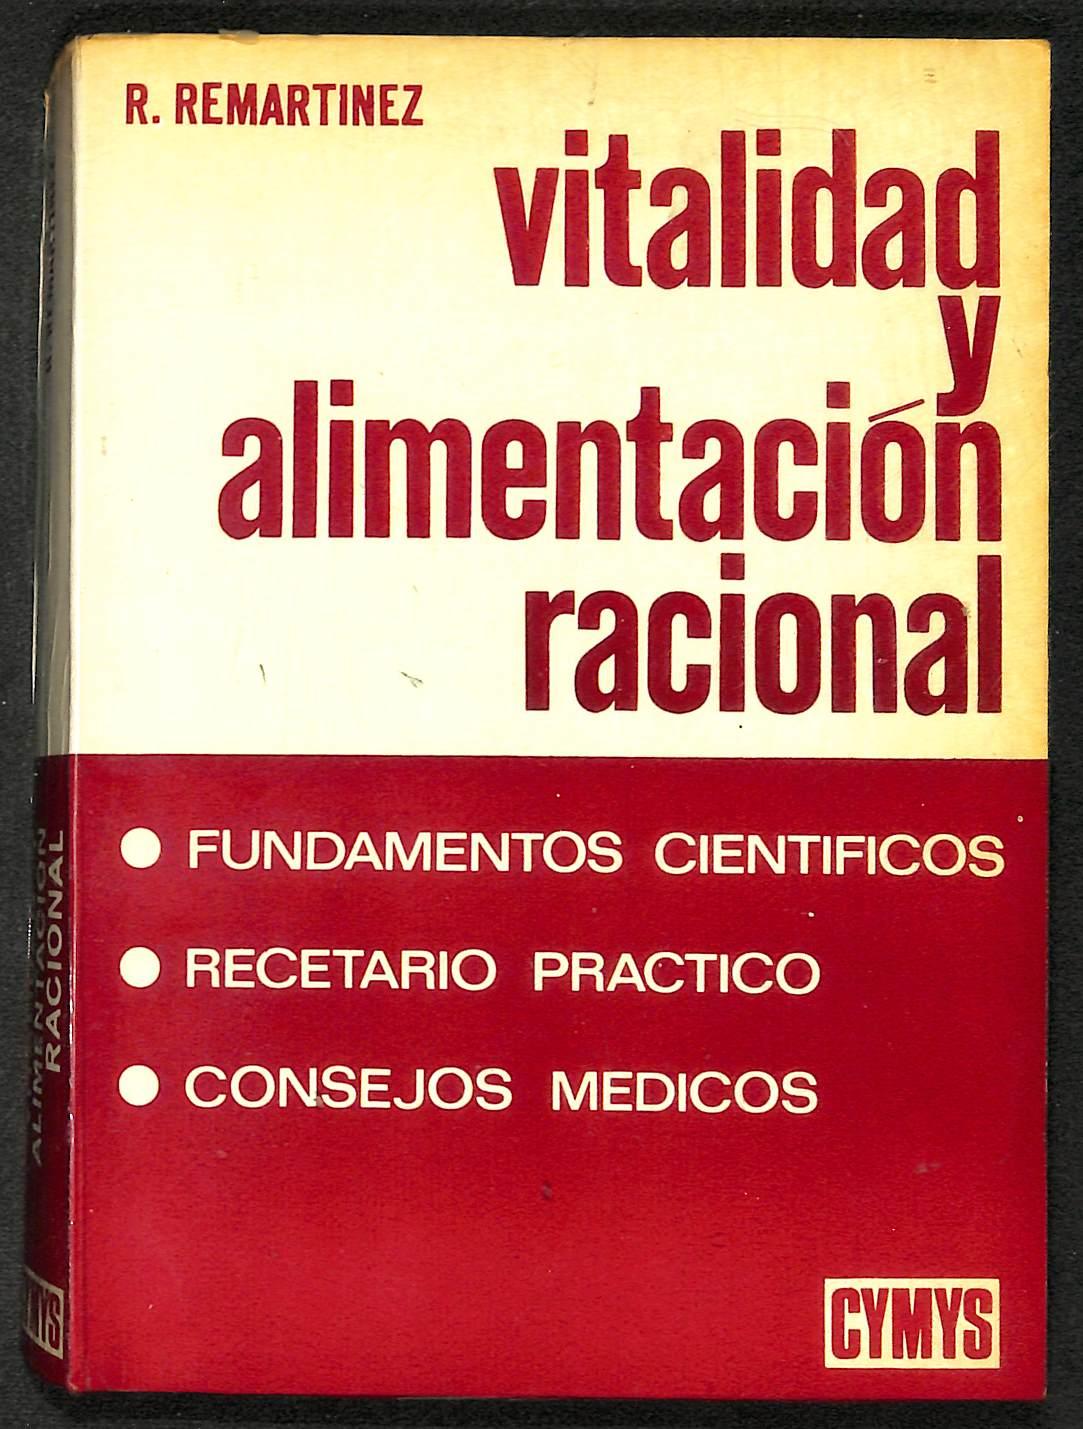 R. REMARTINEZ
vitalidad
y
alimentación
racional
● FUNDAMENTOS CIENTIFICOS
● RECETARIO PRACTICO
● CONSEJOS MEDICOS
CYMYS
ALIMENTACION
RACIONAL